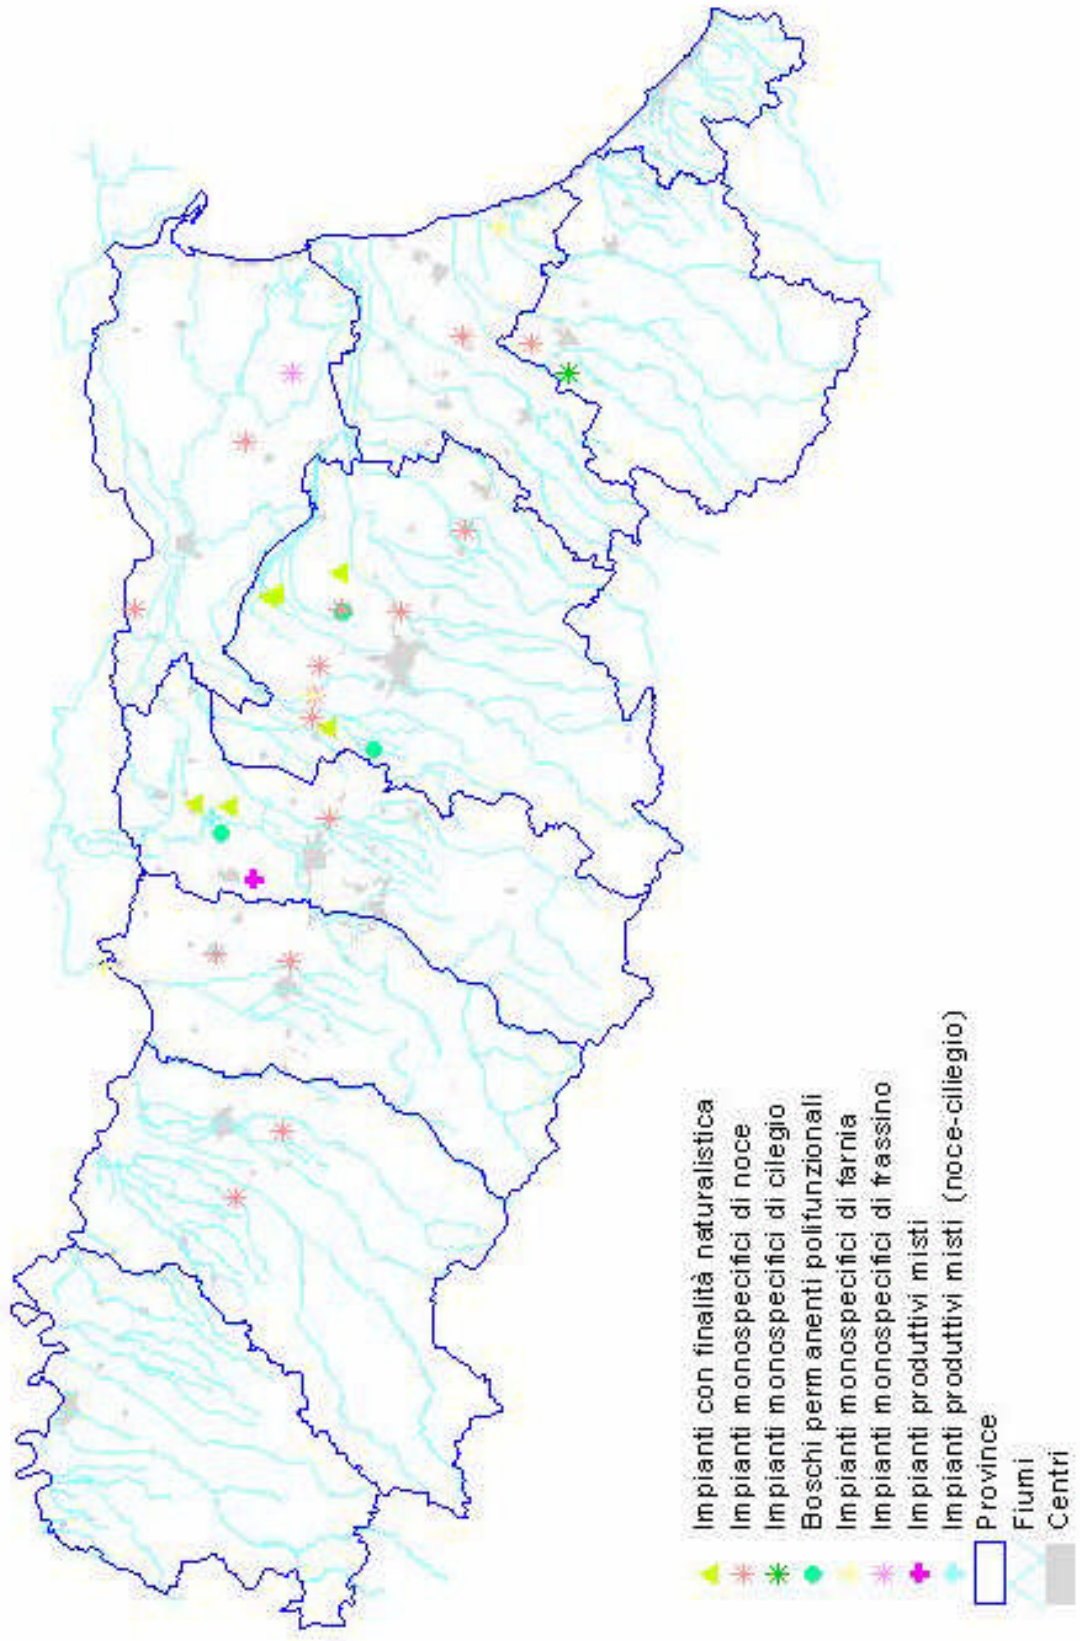 Impianti con finalità naturalistica
Impianti monospecifici di noce
Impianti monospecifici di cilegio
Boschi permanenti polifunzionali
Impianti monospecifici di farnia
Impianti monospecifici di frassino
Impianti produttivi misti
Impianti produttivi misti (noce-ciliegio)
Province
Fiumi
Centri